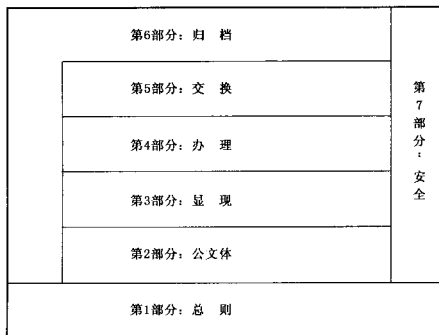 第6部分：归 档
第5部分：交 换
第4部分：办 理
第3部分：显 现
第2部分：公文体
第1部分：总 则
第7部分：安全